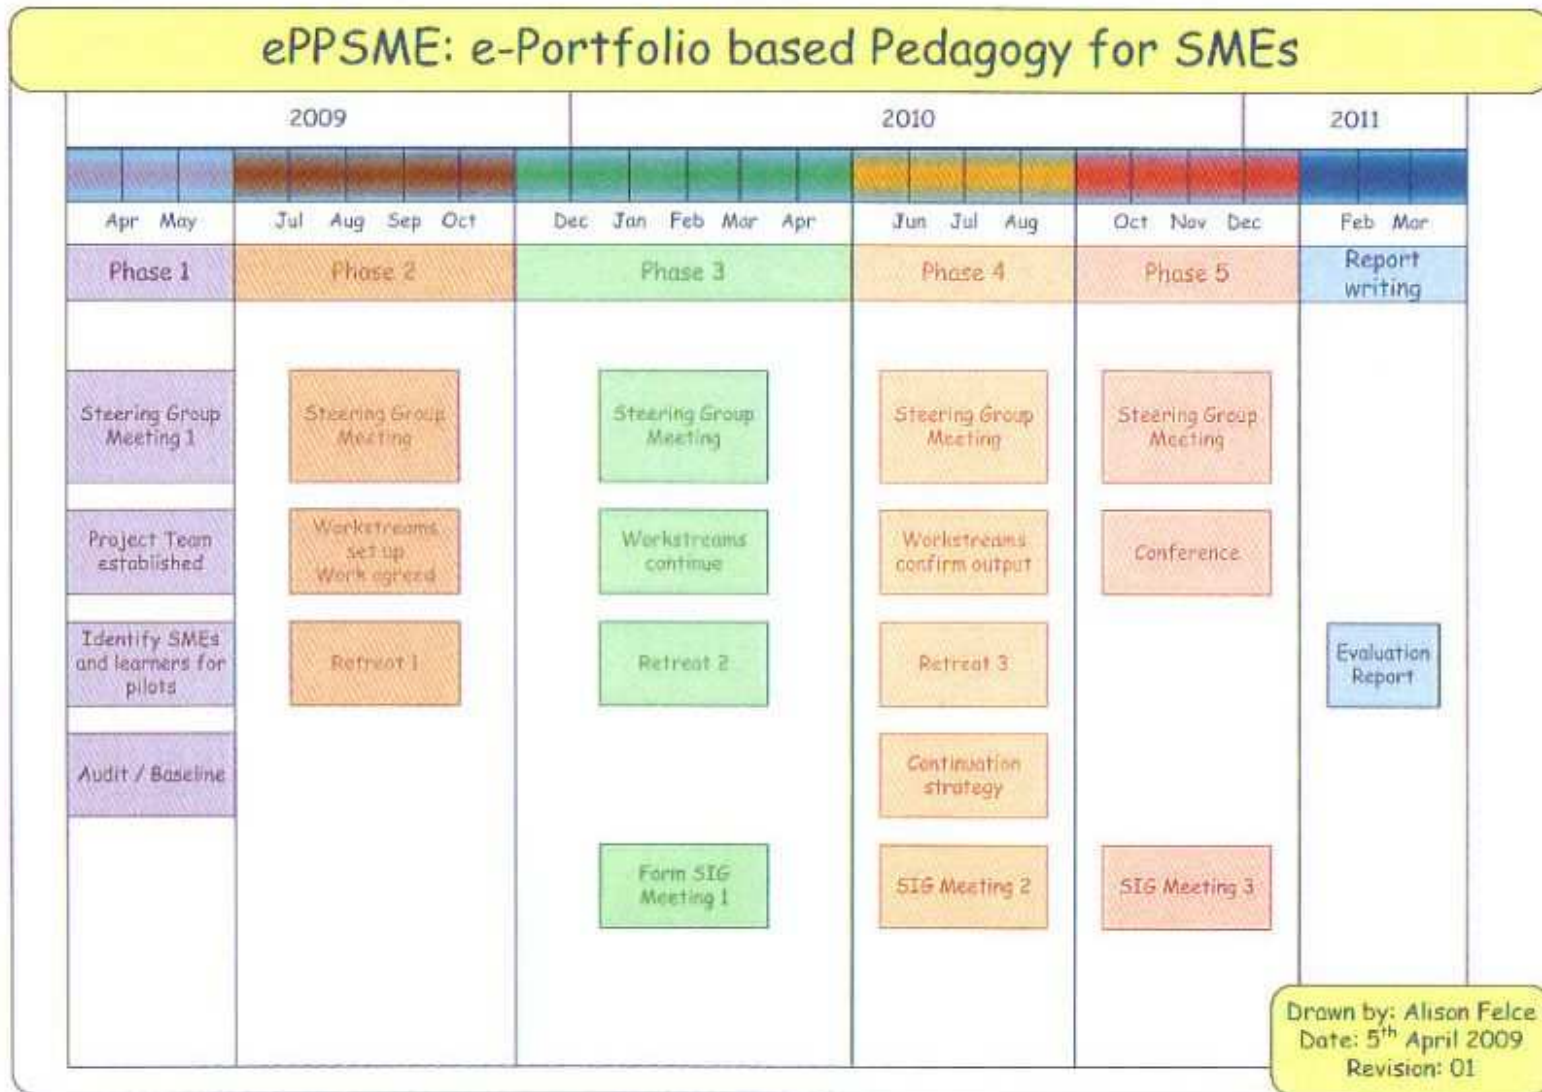 ePPSME: e-Portfolio based Pedagogy for SMEs
2009 2010 2011
Apr May Jul Aug Sep Oct Dec Jan Feb Mar Apr Jun Jul Aug Oct Nov Dec Feb Mar
Phase 1 Phase 2 Phase 3 Phase 4 Phase 5 Report
writing
Steering Group
Meeting 1
Steering Group
Meeting
Steering Group
Meeting
Steering Group
Meeting
Steering Group
Meeting
Project Team
established
Workstreams
set up
Work agreed
Workstreams
continue
Workstreams
confirm output
Conference
Identify SMEs
and learners for
pilots
Retreat 1
Retreat 2
Retreat 3
Evaluation
Report
Audit / Baseline
Continuation
strategy
Form SIG
Meeting 1
SIG Meeting 2
SIG Meeting 3
Drawn by: Alison Felce
Date: 5th April 2009
Revision: 01